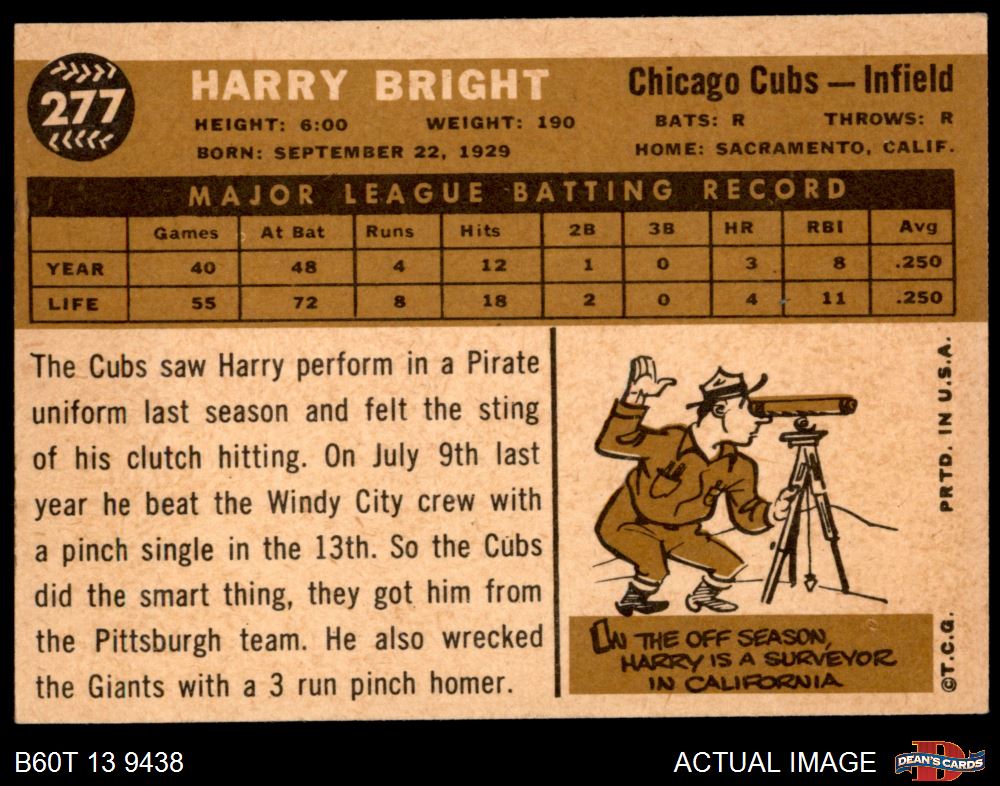 277
HARRY BRIGHT
Chicago Cubs — Infield
HEIGHT: 6:00 WEIGHT: 190 BATS: R THROWS: R
BORN: SEPTEMBER 22, 1929 HOME: SACRAMENTO, CALIF.
MAJOR LEAGUE BATTING RECORD
Games At Bat Runs Hits 2B 3B HR RBI Avg
YEAR 40 48 4 12 1 0 3 8 .250
LIFE 55 72 8 18 2 0 4 11 .250
The Cubs saw Harry perform in a Pirate
uniform last season and felt the sting
of his clutch hitting. On July 9th last
year he beat the Windy City crew with
a pinch single in the 13th. So the Cubs
did the smart thing, they got him from
the Pittsburgh team. He also wrecked
the Giants with a 3 run pinch homer.
IN THE OFF SEASON,
HARRY IS A SURVEYOR
IN CALIFORNIA
©T.C.G. PRTD. IN U.S.A.
B60T 13 9438
ACTUAL IMAGE
DEAN'S CARDS